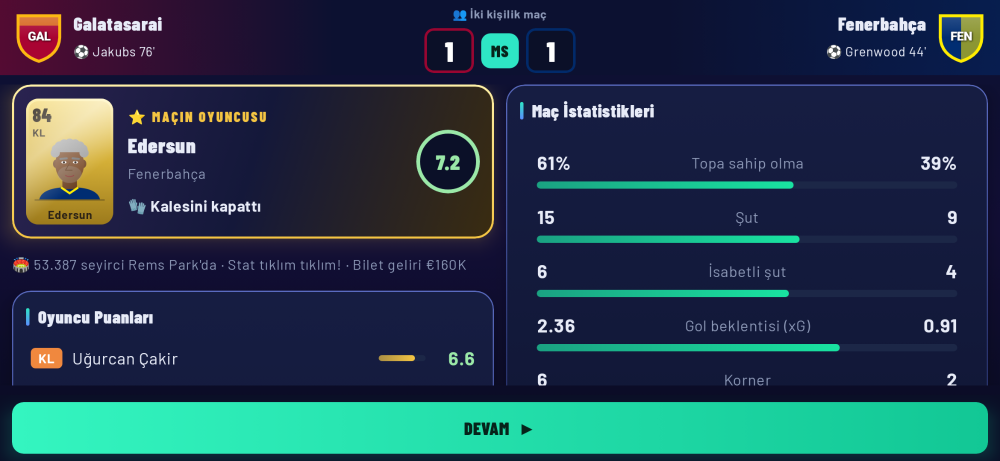 👥 İki kişilik maç
GAL
Galatasarai
⚽ Jakubs 76'
1
MS
1
Fenerbahça
⚽ Grenwood 44'
FEN
84
KL
Edersun
⭐ MAÇIN OYUNCUSU
Edersun
Fenerbahça
🧤 Kalesini kapattı
7.2
🏟️ 53.387 seyirci Rems Park'da · Stat tıklım tıklım! · Bilet geliri €160K
Oyuncu Puanları
KL Uğurcan Çakir 6.6
Maç İstatistikleri
61% Topa sahip olma 39%
15 Şut 9
6 İsabetli şut 4
2.36 Gol beklentisi (xG) 0.91
6 Korner 2
DEVAM ►